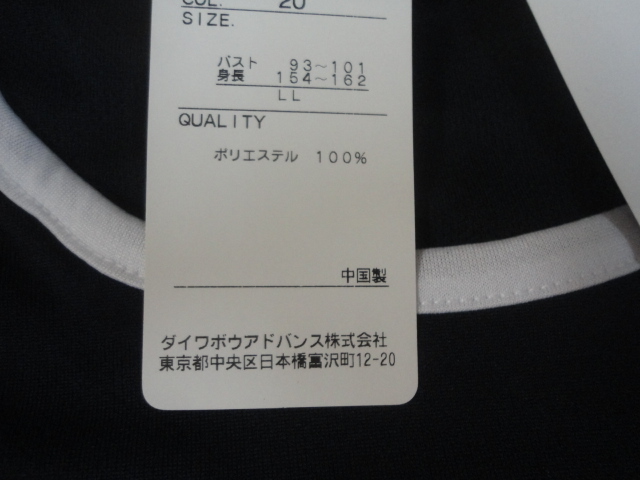 COL. 20
SIZE.
バスト 93~101
身長 154~162
LL
QUALITY
ポリエステル 100%
中国製
ダイワボウアドバンス株式会社
東京都中央区日本橋富沢町12-20